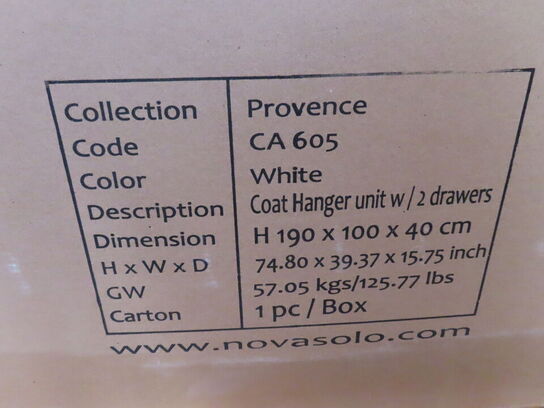 Collection Provence
Code CA 605
Color White
Description Coat Hanger unit w / 2 drawers
Dimension H 190 x 100 x 40 cm
H x W x D 74.80 x 39.37 x 15.75 inch
GW 57.05 kgs/125.77 lbs
Carton 1 pc / Box
www.novasolo.com